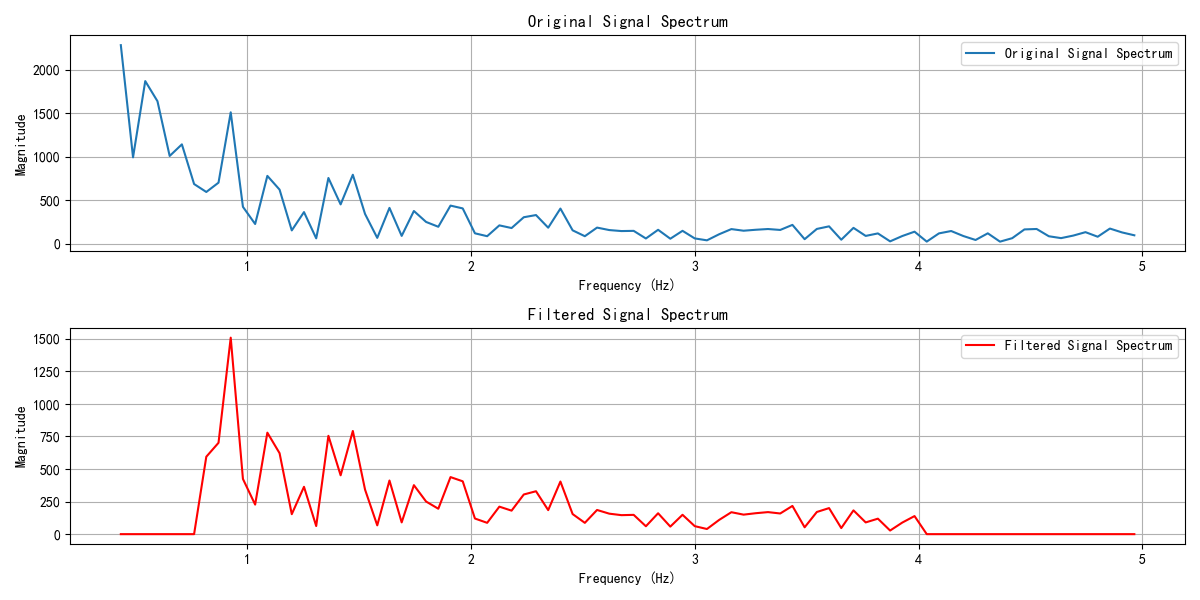 Original Signal Spectrum
Original Signal Spectrum
Magnitude
2000
1500
1000
500
0
1 2 3 4 5
Frequency (Hz)
Filtered Signal Spectrum
Filtered Signal Spectrum
Magnitude
1500
1250
1000
750
500
250
0
1 2 3 4 5
Frequency (Hz)